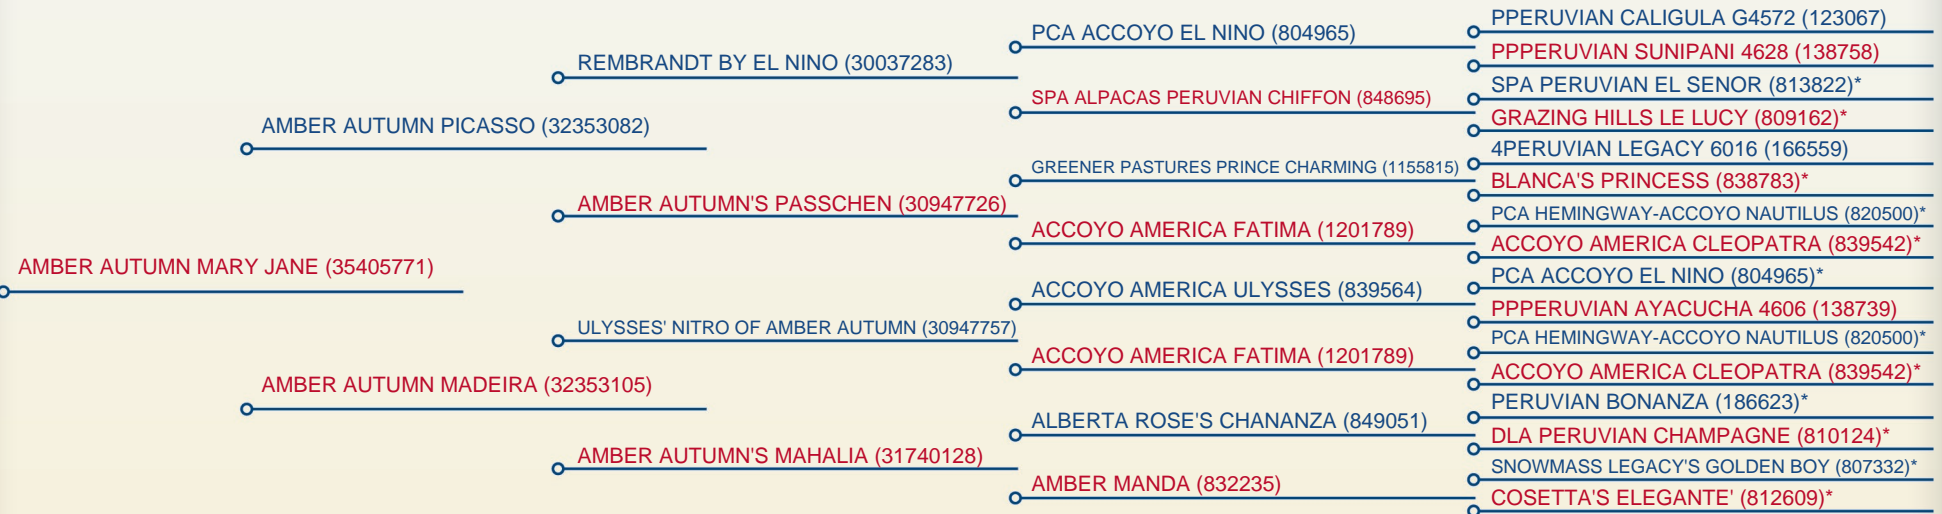 PPERUVIAN CALIGULA G4572 (123067)
PCA ACCOYO EL NINO (804965)
PPPERUVIAN SUNIPANI 4628 (138758)
REMBRANDT BY EL NINO (30037283)
SPA PERUVIAN EL SENOR (813822)*
SPA ALPACAS PERUVIAN CHIFFON (848695)
GRAZING HILLS LE LUCY (809162)*
AMBER AUTUMN PICASSO (32353082)
4PERUVIAN LEGACY 6016 (166559)
GREENER PASTURES PRINCE CHARMING (1155815)
BLANCA'S PRINCESS (838783)*
AMBER AUTUMN'S PASSCHEN (30947726)
PCA HEMINGWAY-ACCOYO NAUTILUS (820500)*
ACCOYO AMERICA FATIMA (1201789)
ACCOYO AMERICA CLEOPATRA (839542)*
AMBER AUTUMN MARY JANE (35405771)
PCA ACCOYO EL NINO (804965)*
ACCOYO AMERICA ULYSSES (839564)
PPPERUVIAN AYACUCHA 4606 (138739)
ULYSSES' NITRO OF AMBER AUTUMN (30947757)
PCA HEMINGWAY-ACCOYO NAUTILUS (820500)*
ACCOYO AMERICA FATIMA (1201789)
ACCOYO AMERICA CLEOPATRA (839542)*
AMBER AUTUMN MADEIRA (32353105)
PERUVIAN BONANZA (186623)*
ALBERTA ROSE'S CHANANZA (849051)
DLA PERUVIAN CHAMPAGNE (810124)*
AMBER AUTUMN'S MAHALIA (31740128)
SNOWMASS LEGACY'S GOLDEN BOY (807332)*
AMBER MANDA (832235)
COSETTA'S ELEGANTE' (812609)*